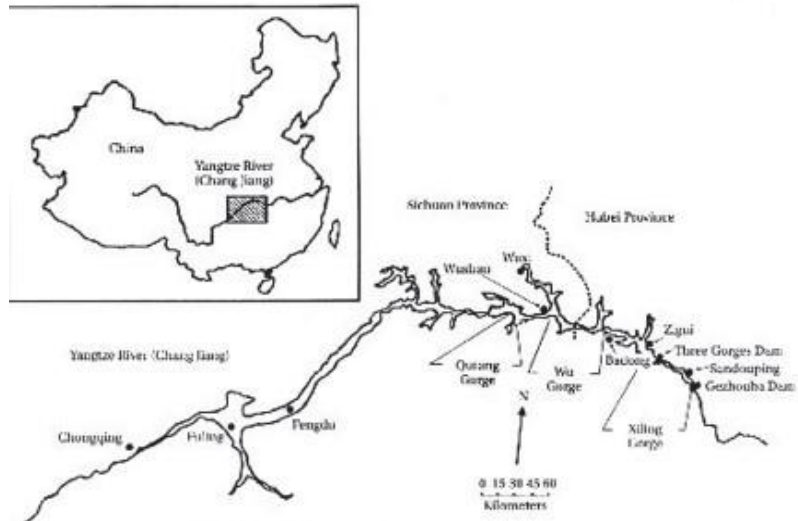 China
Yangtze River
(Chang Jiang)
Sichuan Province
Hubei Province
Wushan
Wuxi
Zigui
Yangtze River (Chang Jiang)
Qutang
Gorge
Wu
Gorge
Badong
Three Gorges Dam
Sandouping
Gezhouba Dam
Xiling
Gorge
N
Chongqing
Fuling
Fengdu
0 15 30 45 60
Kilometers